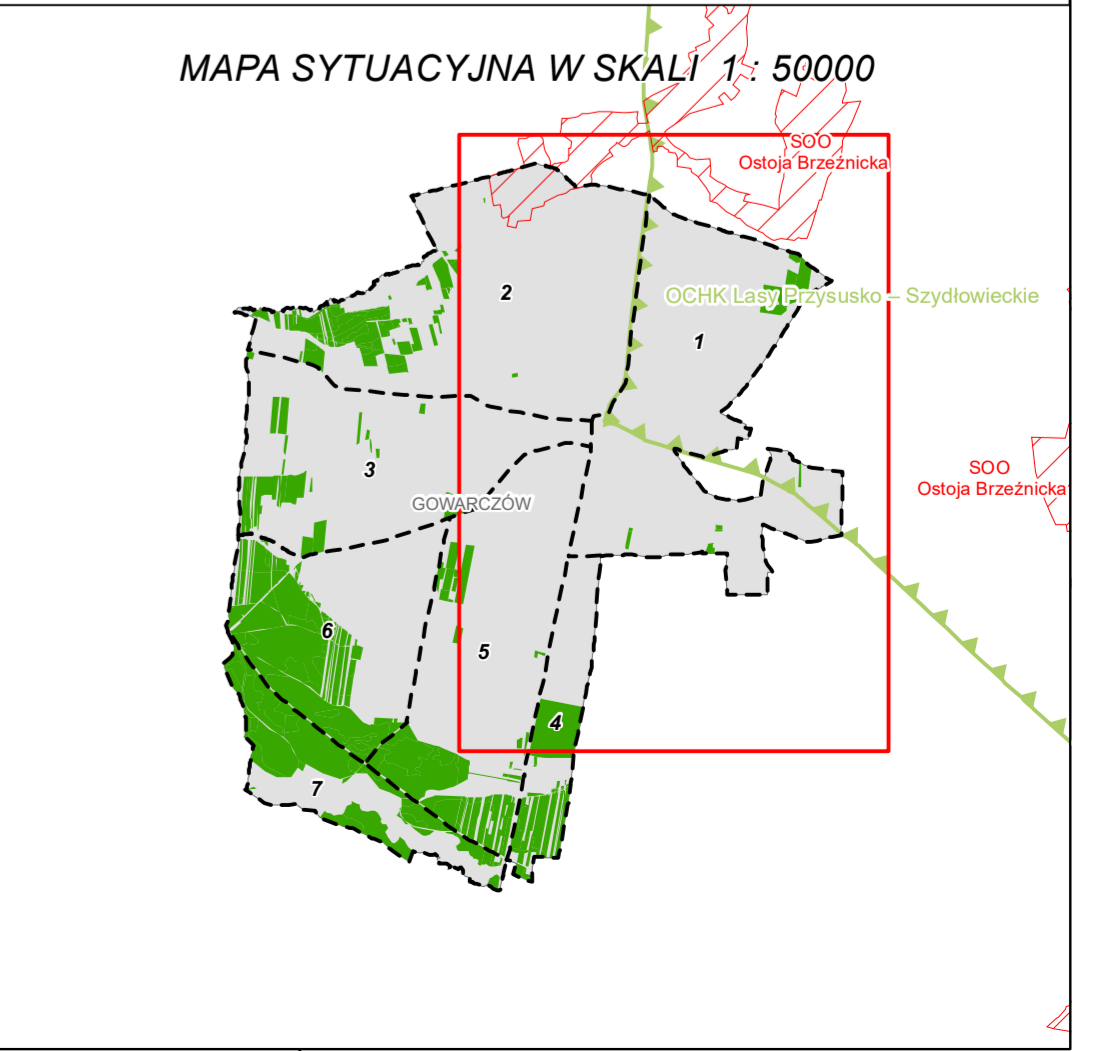 MAPA SYTUACYJNA W SKALI 1 : 50000
SOO
Ostoja Brzeźnicka
2
OCHK Lasy Przysusko – Szydłowieckie
1
3
SOO
Ostoja Brzeźnicka
GOWARCZÓW
6
5
4
7